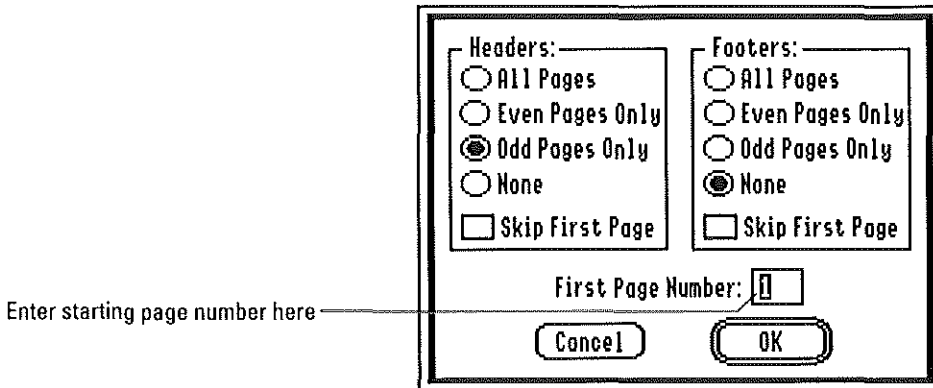 Headers:
All Pages
Even Pages Only
Odd Pages Only
None
Skip First Page
Footers:
All Pages
Even Pages Only
Odd Pages Only
None
Skip First Page
First Page Number: 1
Enter starting page number here
Cancel
OK